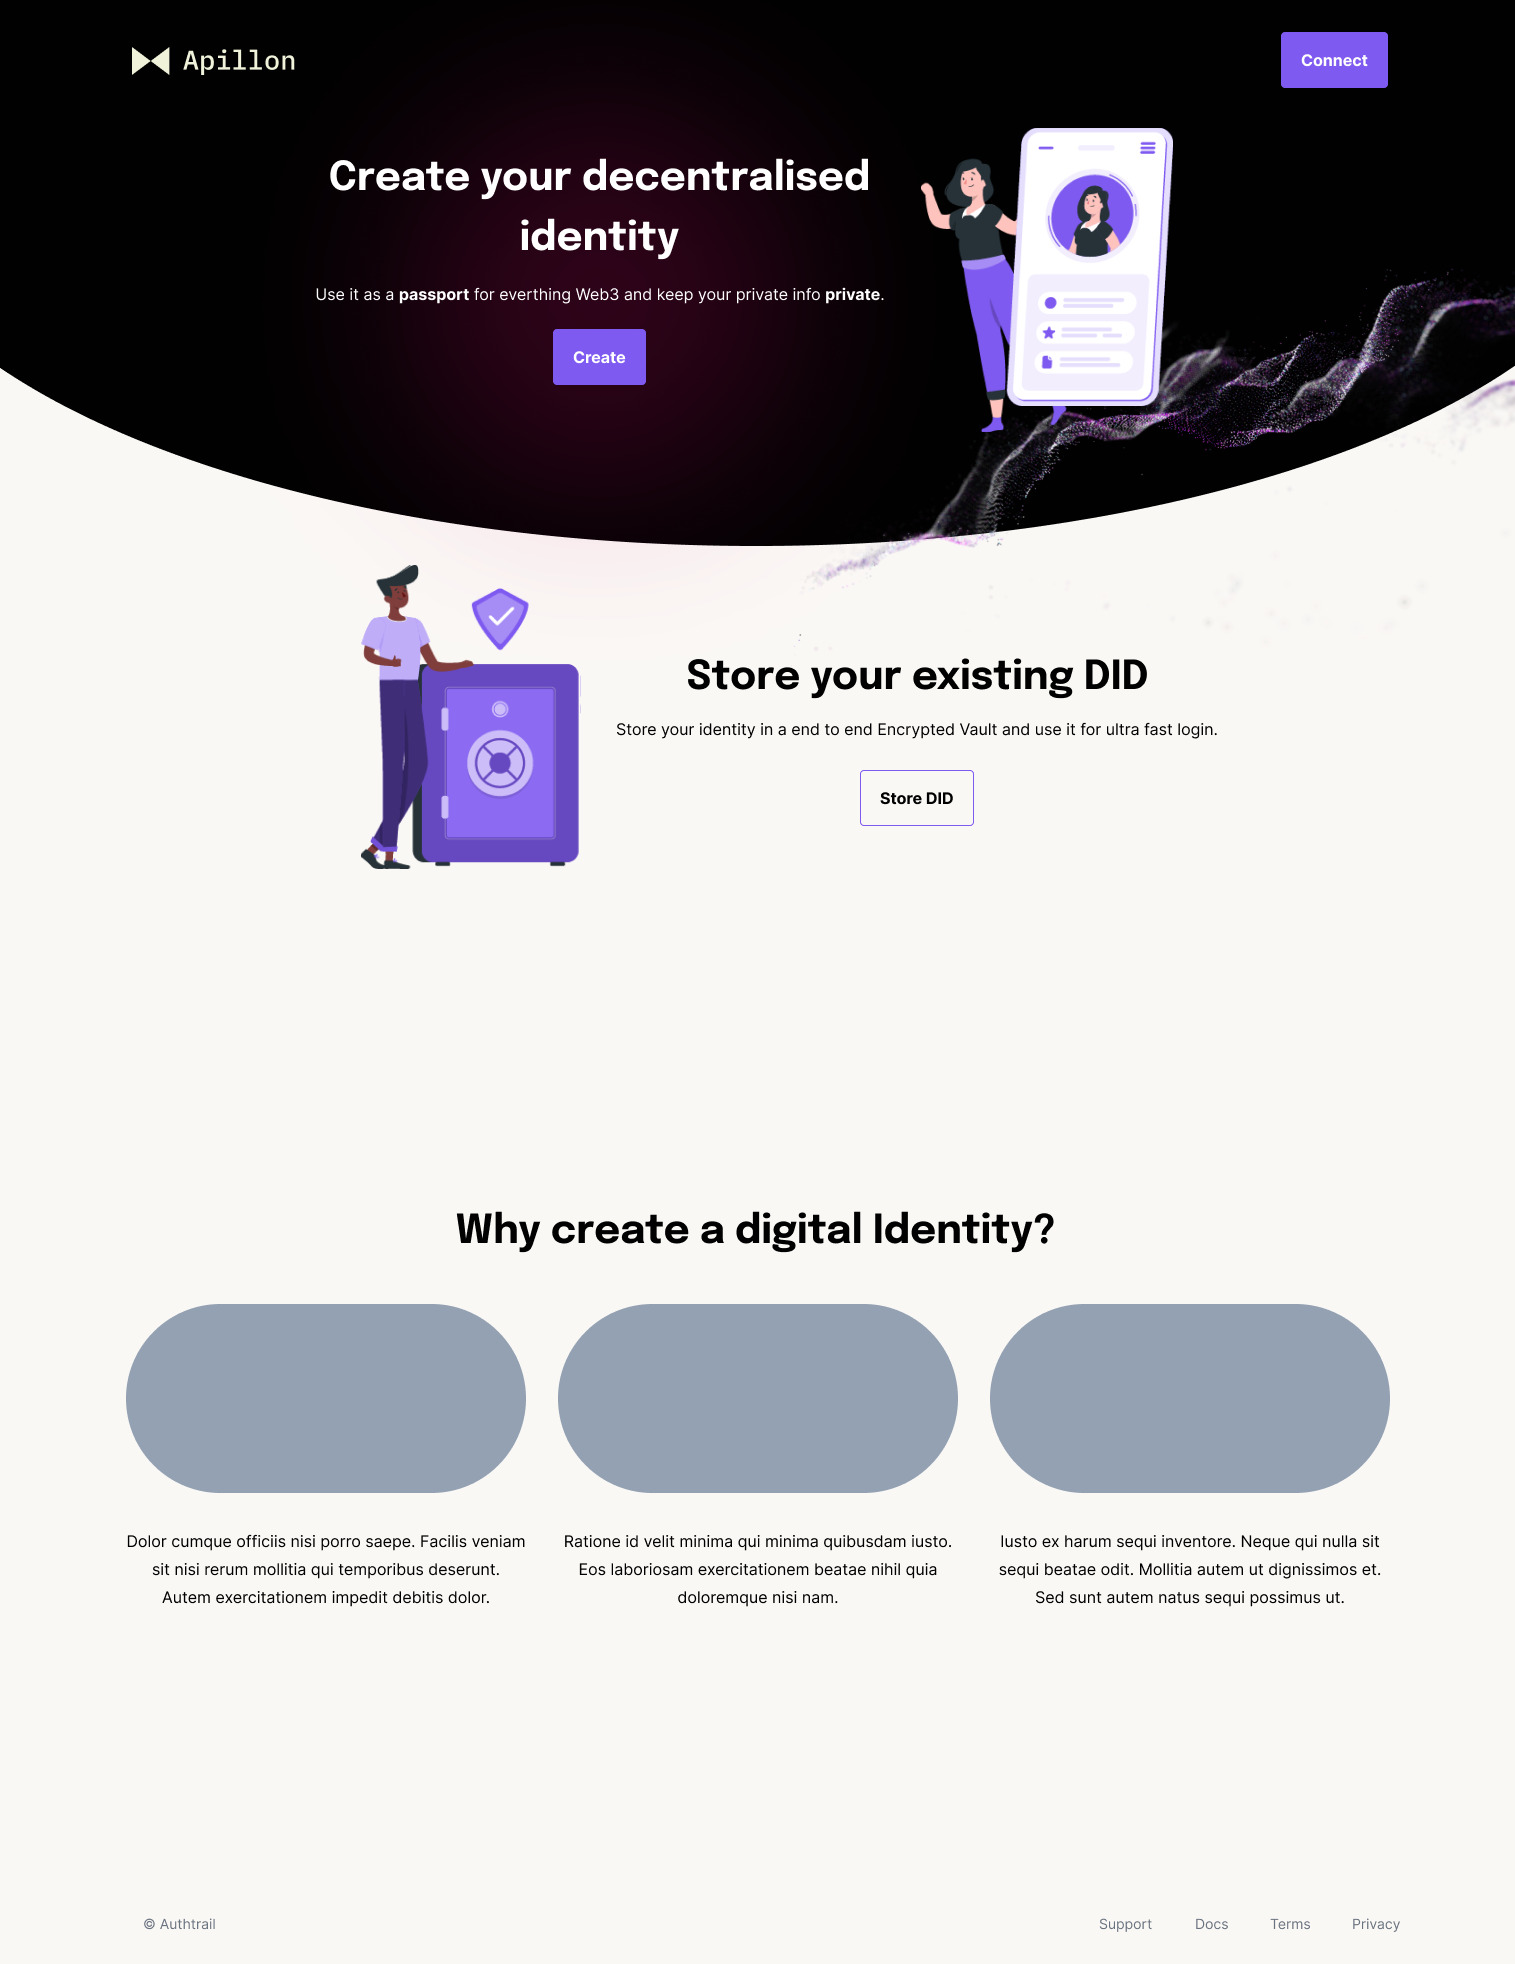 Apillon
Connect
Create your decentralised
identity
Use it as a passport for everthing Web3 and keep your private info private.
Create
Store your existing DID
Store your identity in a end to end Encrypted Vault and use it for ultra fast login.
Store DID
Why create a digital Identity?
Dolor cumque officiis nisi porro saepe. Facilis veniam
sit nisi rerum mollitia qui temporibus deserunt.
Autem exercitationem impedit debitis dolor.
Ratione id velit minima qui minima quibusdam iusto.
Eos laboriosam exercitationem beatae nihil quia
doloremque nisi nam.
Iusto ex harum sequi inventore. Neque qui nulla sit
sequi beatae odit. Mollitia autem ut dignissimos et.
Sed sunt autem natus sequi possimus ut.
© Authtrail
Support Docs Terms Privacy